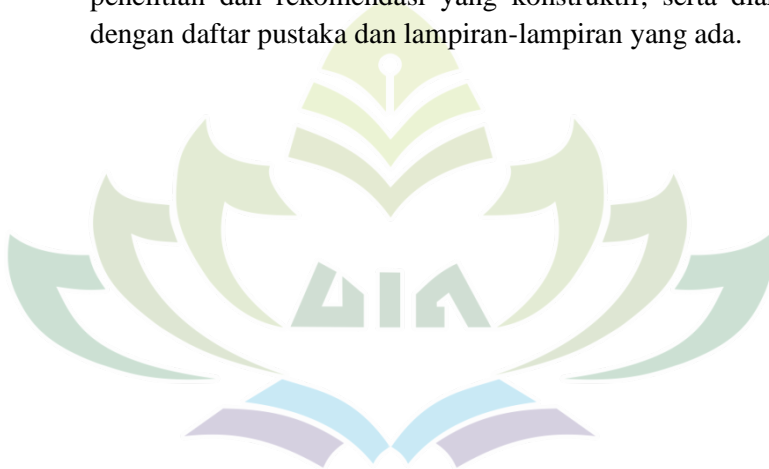 penelitian dan rekomendasi yang konstruktif, serta
dengan daftar pustaka dan lampiran-lampiran yang ada.